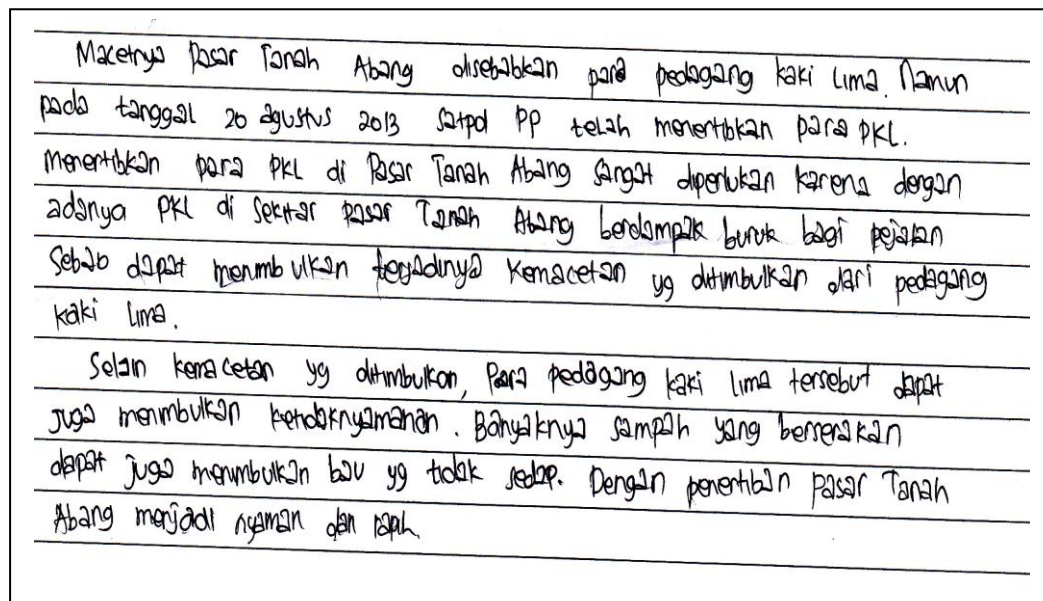 Macetnya Pasar Tanah Abang disebabkan para pedagang kaki lima. Namun
pada tanggal 20 agustus 2013 satpol PP telah menertibkan para PKL.
Menertibkan para PKL di Pasar Tanah Abang sangat diperlukan karena dengan
adanya PKL di sekitar pasar Tanah Abang berdampak buruk bagi pejalan
Sebab dapat menimbulkan terjadinya kemacetan yg ditimbulkan dari pedagang
kaki lima.
Selain kemacetan yg ditimbulkan, Para pedagang kaki lima tersebut dapat
juga menimbulkan ketidaknyamanan. Banyaknya sampah yang berserakan
dapat juga menimbulkan bau yg tidak sedap. Dengan penertiban pasar Tanah
Abang menjadi nyaman dan rapih.